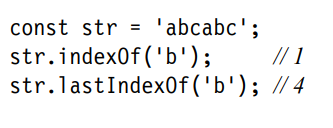 const str = 'abcabc';
str.indexOf('b'); // 1
str.lastIndexOf('b'); // 4